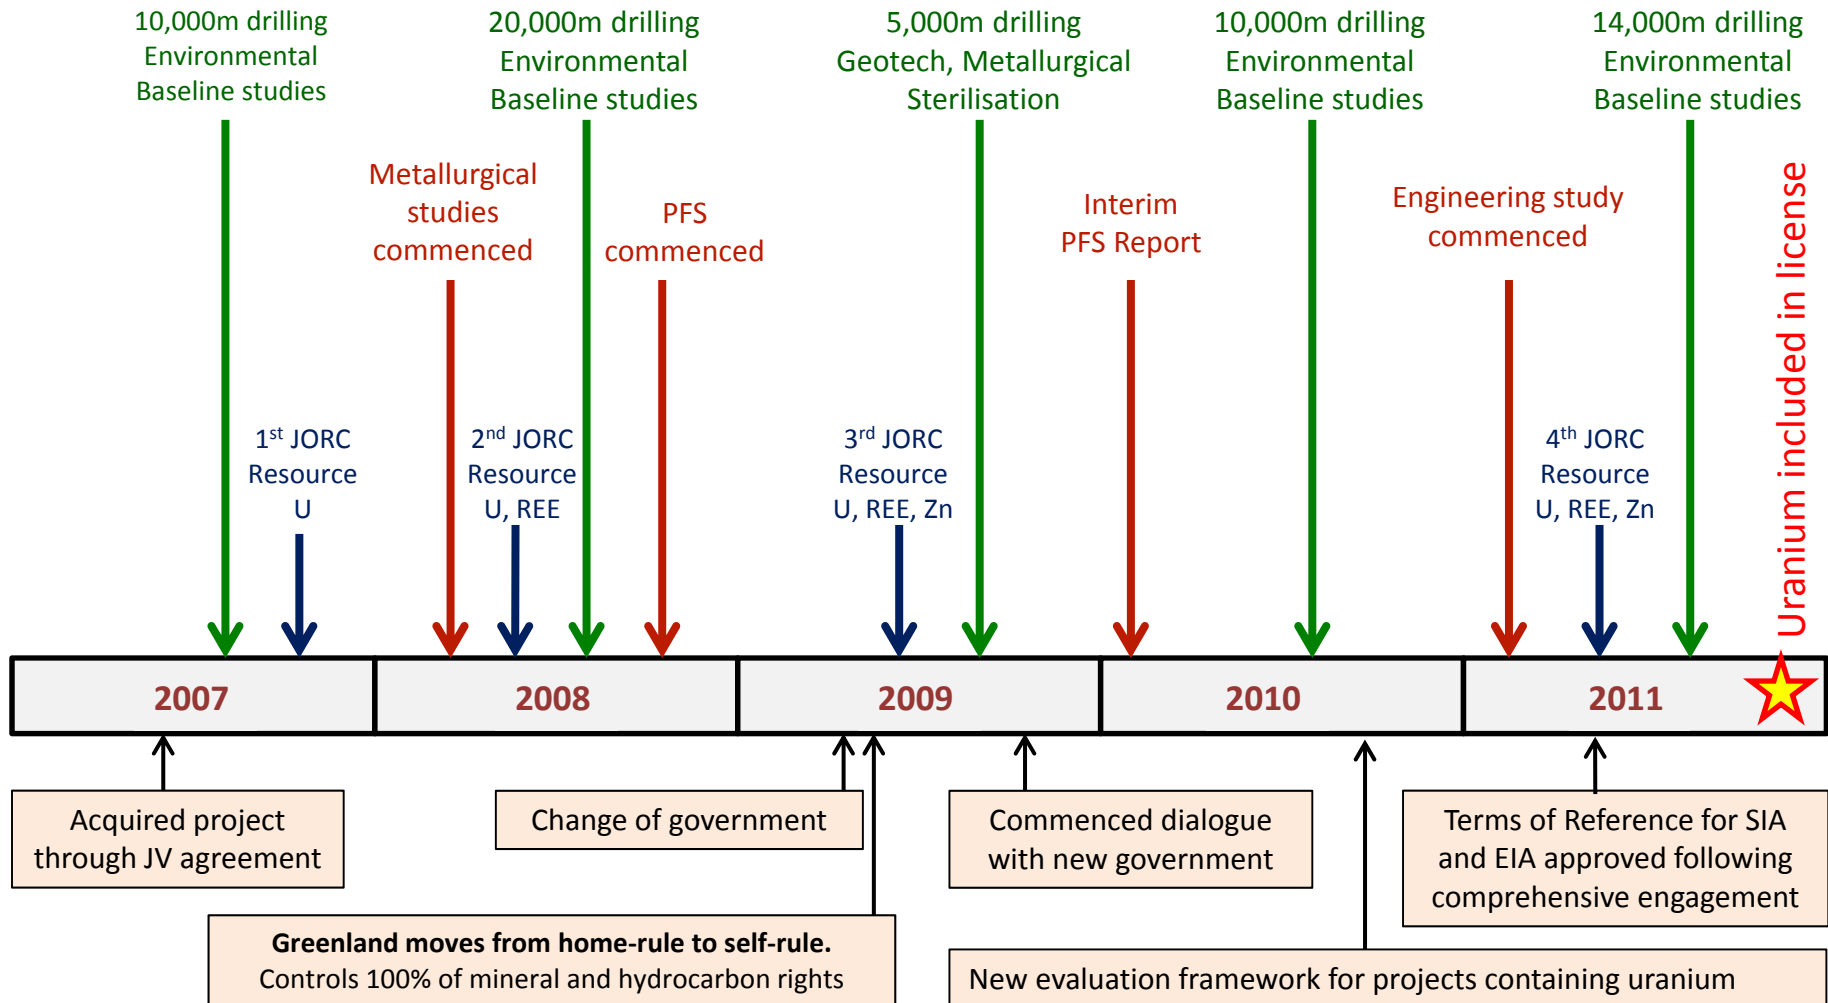 10,000m drilling
Environmental
Baseline studies
20,000m drilling
Environmental
Baseline studies
5,000m drilling
Geotech, Metallurgical
Sterilisation
10,000m drilling
Environmental
Baseline studies
14,000m drilling
Environmental
Baseline studies
Metallurgical
studies
commenced
PFS
commenced
Interim
PFS Report
Engineering study
commenced
Uranium included in license
1st JORC
Resource
U
2nd JORC
Resource
U, REE
3rd JORC
Resource
U, REE, Zn
4th JORC
Resource
U, REE, Zn
2007
2008
2009
2010
2011
Acquired project
through JV agreement
Change of government
Commenced dialogue
with new government
Terms of Reference for SIA
and EIA approved following
comprehensive engagement
Greenland moves from home-rule to self-rule.
Controls 100% of mineral and hydrocarbon rights
New evaluation framework for projects containing uranium